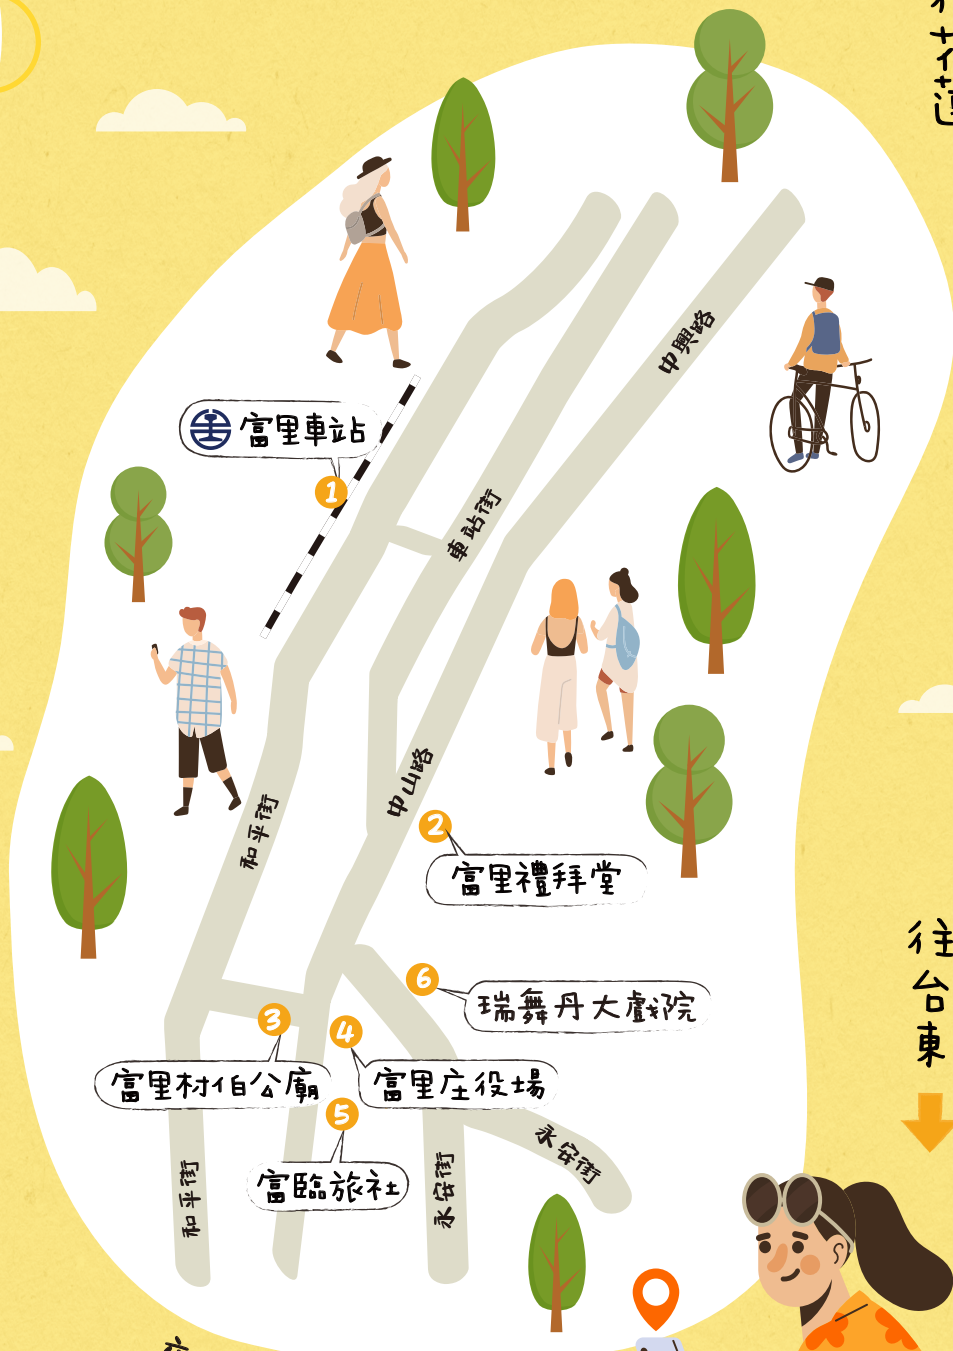 花蓮
中興路
富里車站
1
車站街
中山路
和平街
2
富里禮拜堂
往台東
6
瑞舞丹大戲院
3
4
富里村伯公廟
富里庄役場
5
永安街
富臨旅社
和平街
永安街